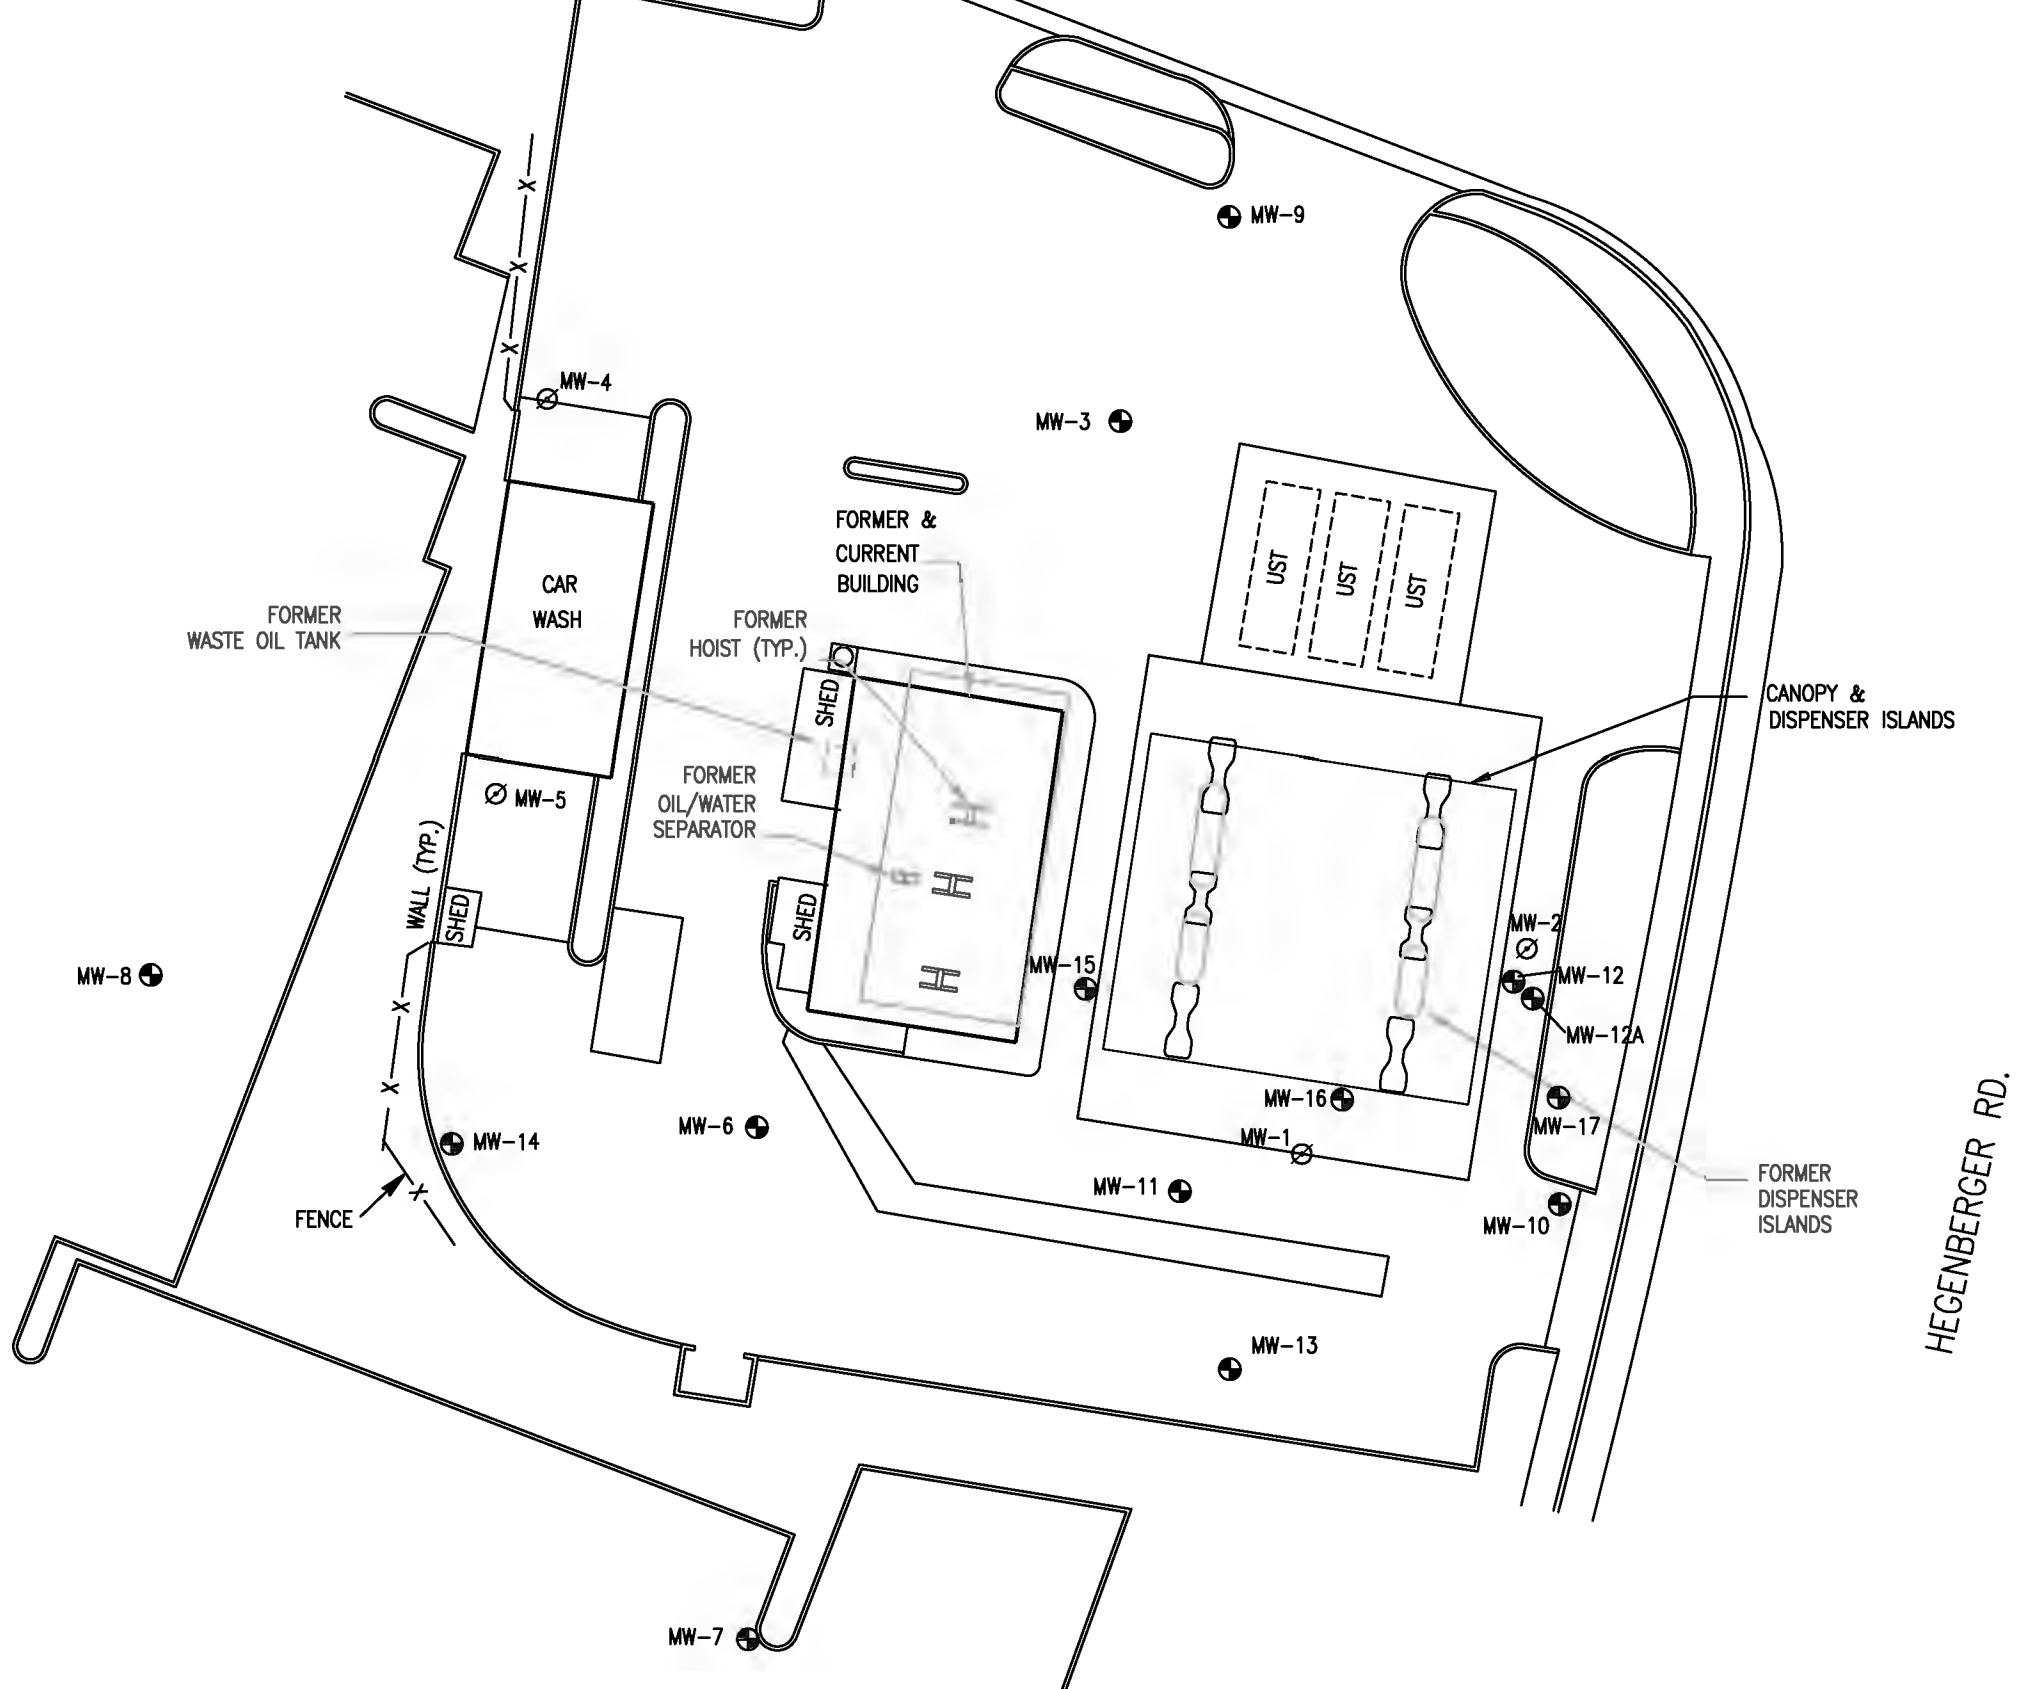 MW-9
MW-4
MW-3
FORMER &
CURRENT
BUILDING
UST
UST
UST
CAR
WASH
FORMER
WASTE OIL TANK
FORMER
HOIST (TYP.)
SHED
CANOPY &
DISPENSER ISLANDS
FORMER
OIL/WATER
SEPARATOR
MW-5
WALL (TYP.)
SHED
SHED
MW-2
MW-8
MW-15
MW-12
MW-12A
MW-16
MW-17
MW-6
MW-14
MW-1
MW-11
FENCE
MW-10
FORMER
DISPENSER
ISLANDS
HEGENBERGER RD.
MW-13
MW-7
X
X
X
X
X
X